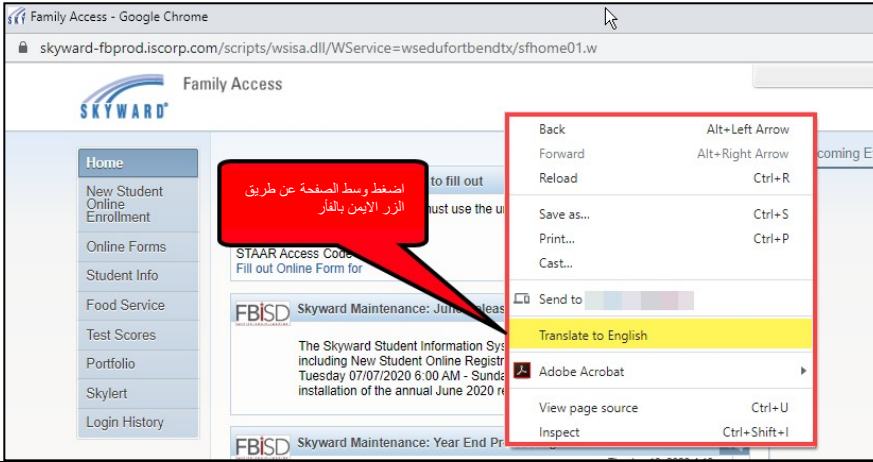 Family Access - Google Chrome
skyward-fbprod.iscorp.com/scripts/wsisa.dll/WService=wsedufortbendtx/sfhome01.w
SKYWARD
Family Access
Home
New Student
Online
Enrollment
Online Forms
Student Info
Food Service
Test Scores
Portfolio
Skylert
Login History
اضغط وسط الصفحة عن طريق
الزر الايمن بالفأر
to fill out
must use the
STAAR Access Code
Fill out Online Form for
FBISD
Skyward Maintenance: June
The Skyward Student Information
including New Student Online
Tuesday 07/07/2020 6:00 AM -
installation of the annual June 2020
FBISD
Skyward Maintenance: Year End
Back Alt+Left Arrow
Forward Alt+Right Arrow
Reload Ctrl+R
Save as... Ctrl+S
Print... Ctrl+P
Cast...
Send to
Translate to English
Adobe Acrobat
View page source Ctrl+U
Inspect Ctrl+Shift+I